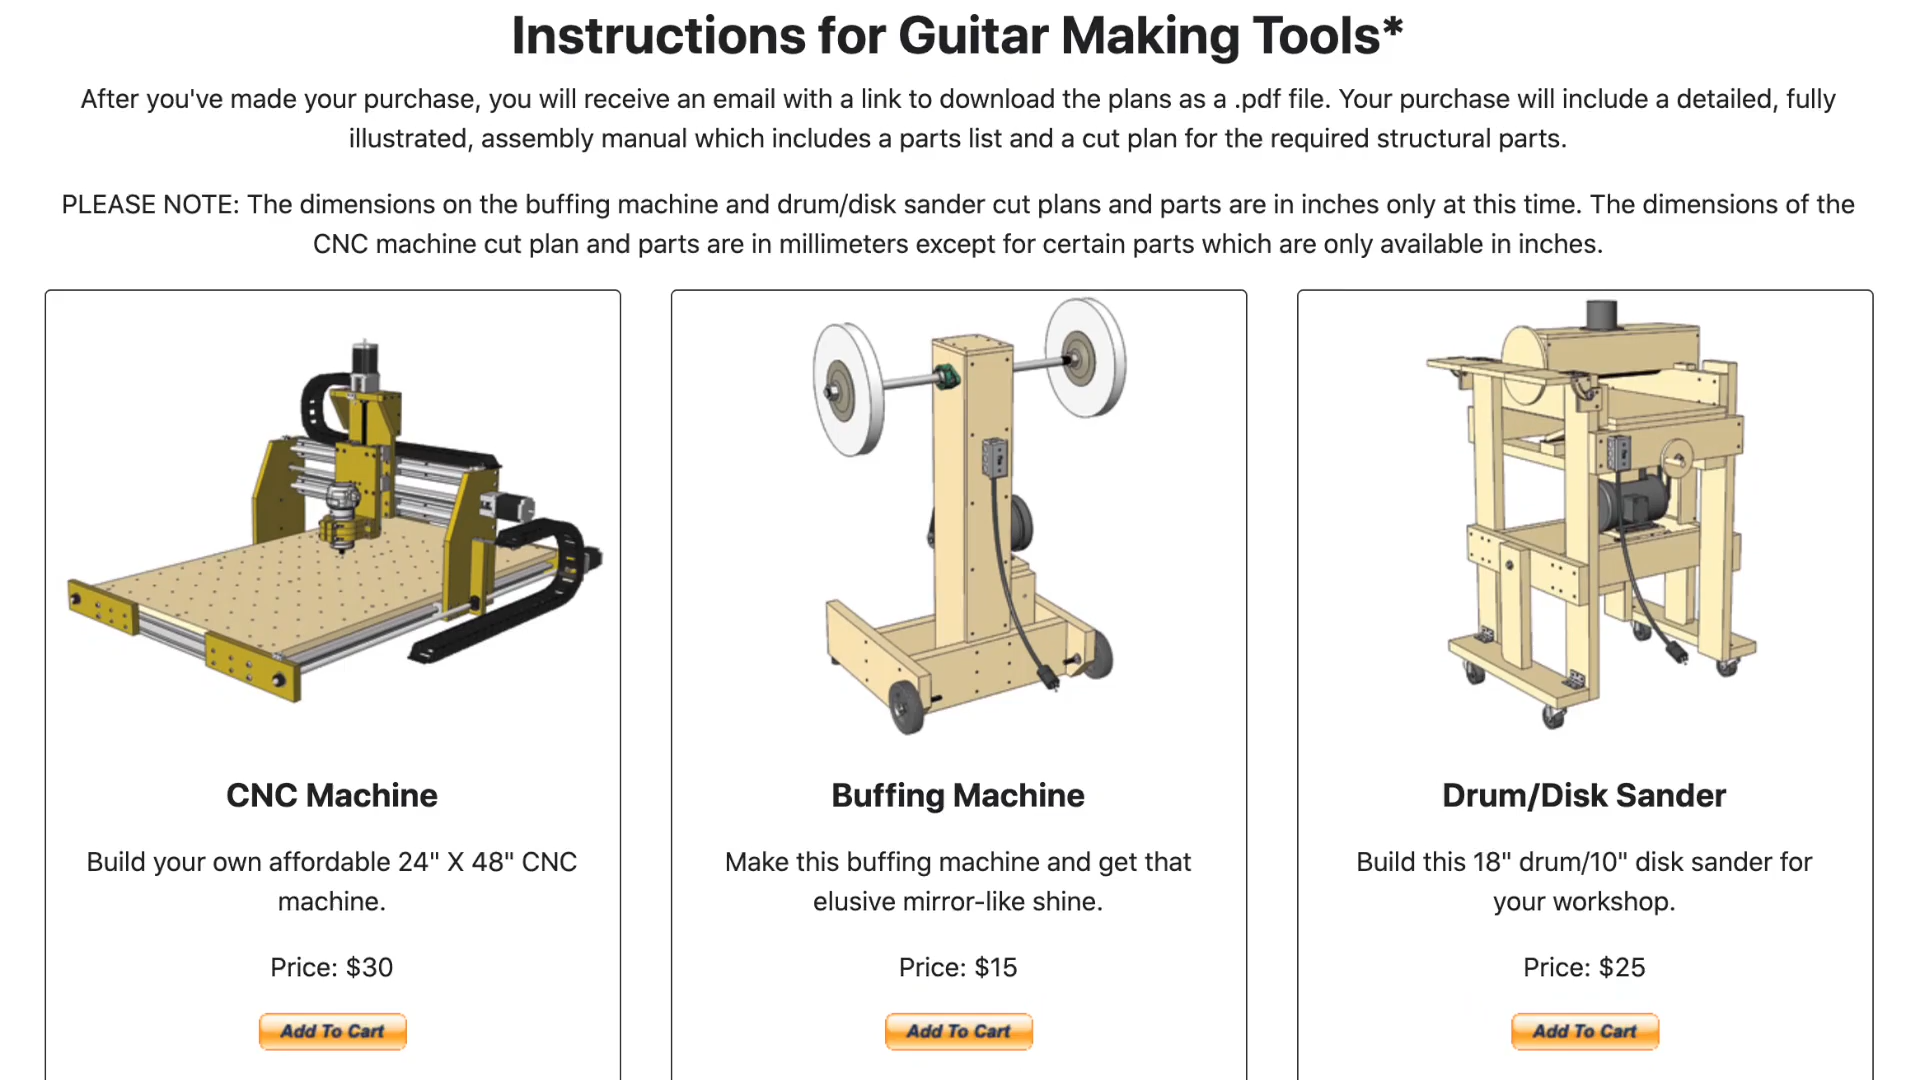 Instructions for Guitar Making Tools*
After you've made your purchase, you will receive an email with a link to download the plans as a .pdf file. Your purchase will include a detailed, fully
illustrated, assembly manual which includes a parts list and a cut plan for the required structural parts.
PLEASE NOTE: The dimensions on the buffing machine and drum/disk sander cut plans and parts are in inches only at this time. The dimensions of the
CNC machine cut plan and parts are in millimeters except for certain parts which are only available in inches.
CNC Machine
Build your own affordable 24" X 48" CNC
machine.
Price: $30
Add To Cart
Buffing Machine
Make this buffing machine and get that
elusive mirror-like shine.
Price: $15
Add To Cart
Drum/Disk Sander
Build this 18" drum/10" disk sander for
your workshop.
Price: $25
Add To Cart